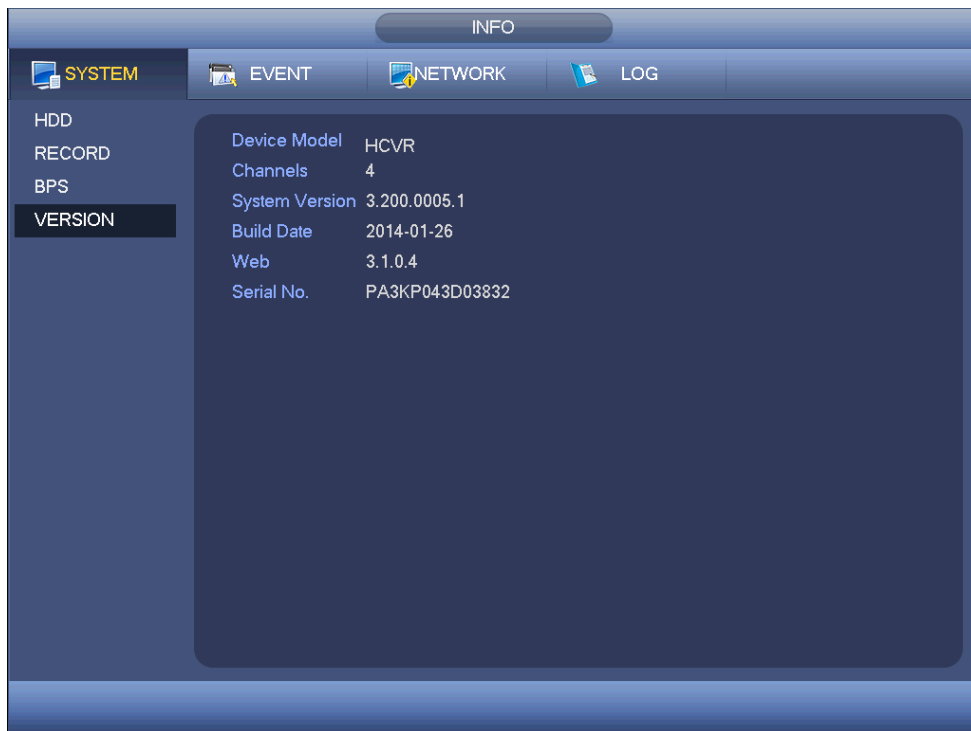 INFO
SYSTEM EVENT NETWORK LOG
HDD
RECORD
BPS
VERSION
Device Model HCVR
Channels 4
System Version 3.200.0005.1
Build Date 2014-01-26
Web 3.1.0.4
Serial No. PA3KP043D03832